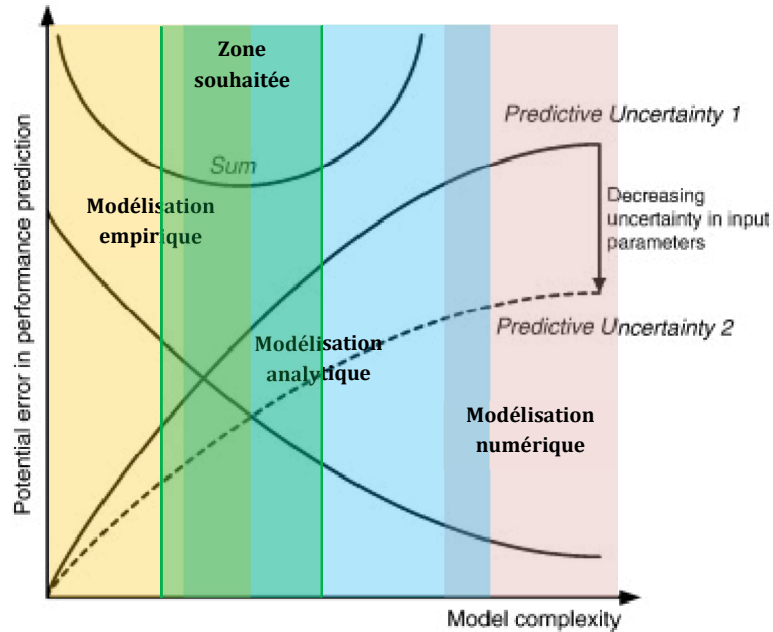 Zone
souhaitée
Predictive Uncertainty 1
Sum
Decreasing
uncertainty in input
parameters
Modélisation
empirique
Predictive Uncertainty 2
Modélisation
analytique
Modélisation
numérique
Potential error in performance prediction
Model complexity